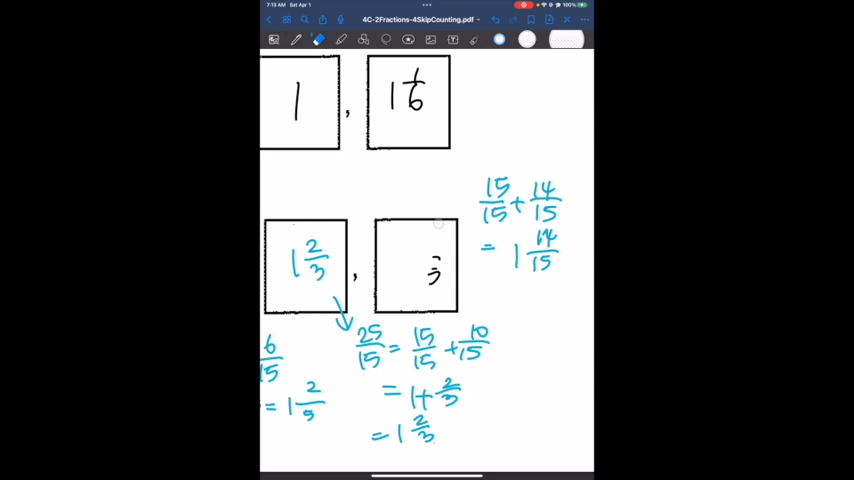 7:13 AM Sat Apr 1
100%
4C-2Fractions-4SkipCounting.pdf
1 , 1 1/6
15/15 + 14/15
= 1 14/15
1 2/3 ,
25/15 = 15/15 + 10/15
= 1 + 2/3
= 1 2/3
6/15
= 1 2/5